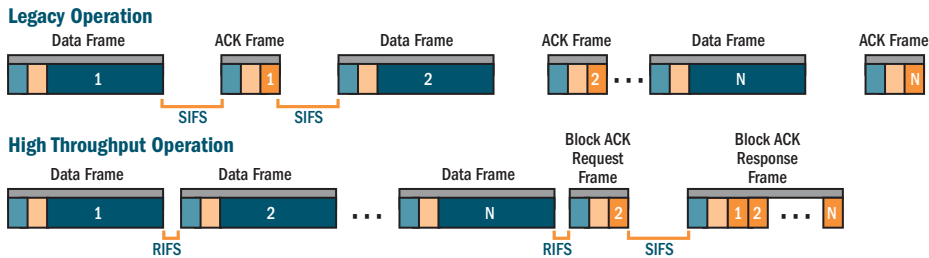 Legacy Operation
Data Frame ACK Frame Data Frame ACK Frame Data Frame ACK Frame
1 1 2 2 ... N N
SIFS SIFS
High Throughput Operation
Data Frame Data Frame Data Frame Block ACK Request Frame Block ACK Response Frame
1 2 ... N 2 1 2 ... N
RIFS RIFS SIFS